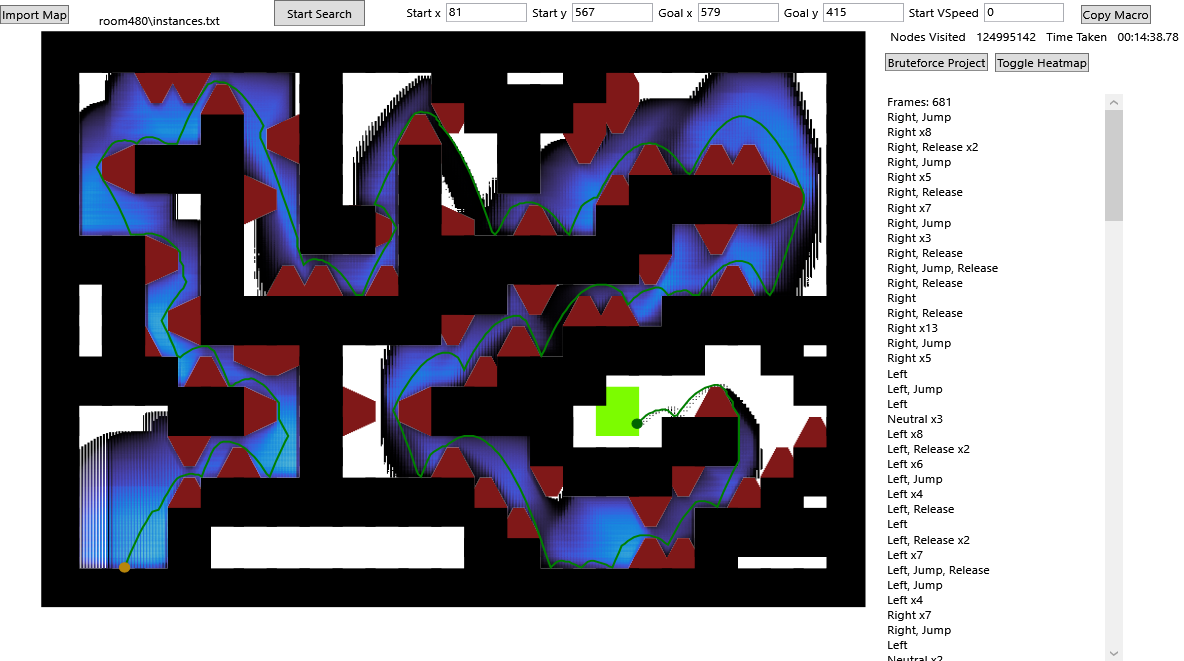 Import Map
room480\instances.txt
Start Search
Start x 81 Start y 567 Goal x 579 Goal y 415 Start VSpeed 0
Copy Macro
Nodes Visited 124995142 Time Taken 00:14:38.78
Bruteforce Project Toggle Heatmap
Frames: 681
Right, Jump
Right x8
Right, Release x2
Right, Jump
Right x5
Right, Release
Right x7
Right, Jump
Right x3
Right, Release
Right, Jump, Release
Right, Release
Right
Right, Release
Right x13
Right, Jump
Right x5
Left
Left, Jump
Left
Neutral x3
Left x8
Left, Release x2
Left x6
Left, Jump
Left x4
Left, Release
Left
Left, Release x2
Left x7
Left, Jump, Release
Left, Jump
Left x4
Right x7
Right, Jump
Left
Neutral x2